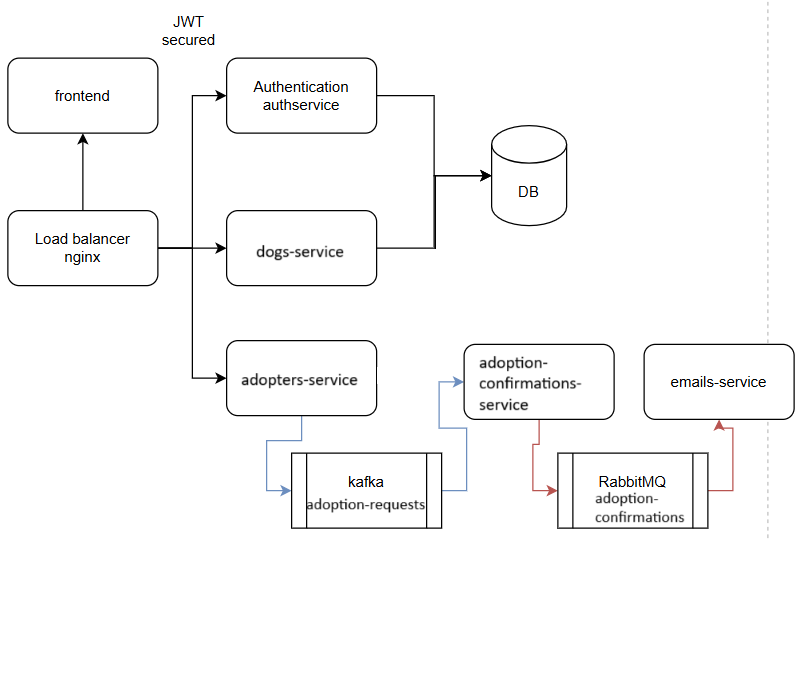 JWT
secured
frontend
Authentication
authservice
DB
Load balancer
nginx
dogs-service
adopters-service
adoption-
confirmations-
service
emails-service
kafka
adoption-requests
RabbitMQ
adoption-
confirmations